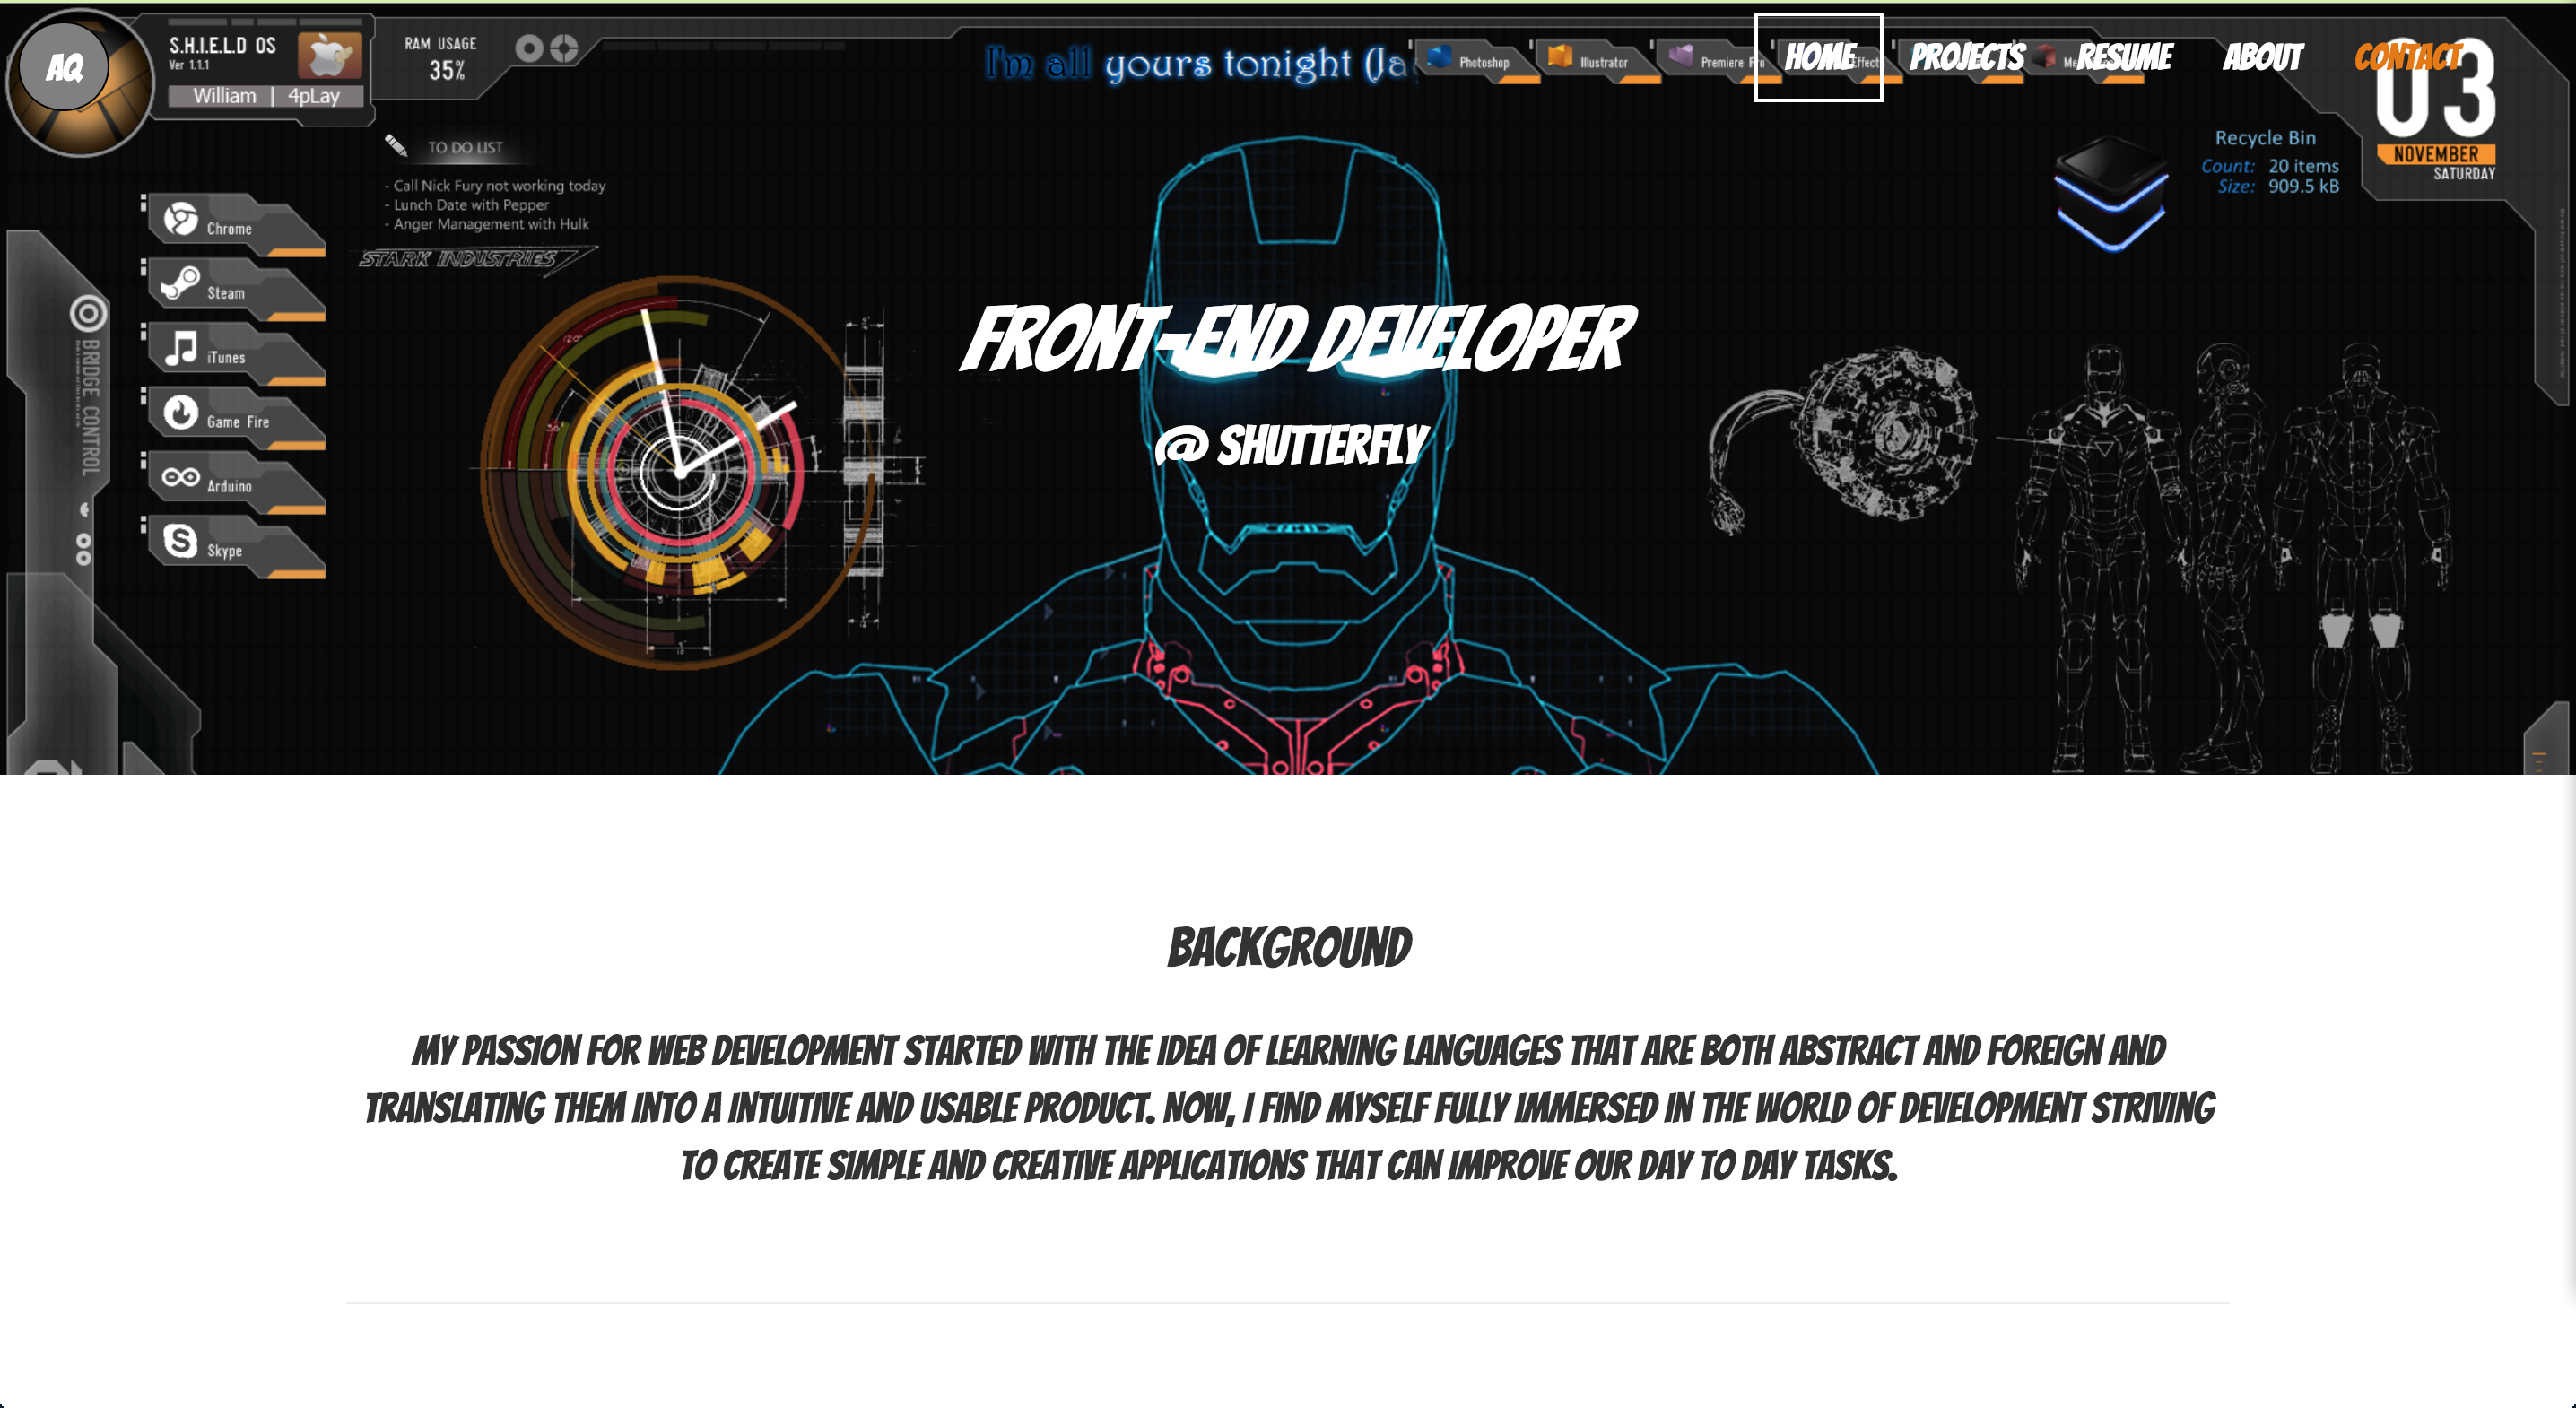 AQ
S.H.I.E.L.D OS
Ver 1.1.1
William | 4pLay
RAM USAGE
35%
I'm all yours tonight (Ja
Photoshop
Illustrator
Premiere Pro
Effects
HOME
PROJECTS
RESUME
ABOUT
CONTACT
03
NOVEMBER
SATURDAY
Recycle Bin
Count: 20 items
Size: 909.5 kB
TO DO LIST
- Call Nick Fury not working today
- Lunch Date with Pepper
- Anger Management with Hulk
STARK INDUSTRIES
Chrome
Steam
iTunes
Game Fire
Arduino
Skype
BRIDGE CONTROL
FRONT-END DEVELOPER
@ SHUTTERFLY
BACKGROUND
MY PASSION FOR WEB DEVELOPMENT STARTED WITH THE IDEA OF LEARNING LANGUAGES THAT ARE BOTH ABSTRACT AND FOREIGN AND
TRANSLATING THEM INTO A INTUITIVE AND USABLE PRODUCT. NOW, I FIND MYSELF FULLY IMMERSED IN THE WORLD OF DEVELOPMENT STRIVING
TO CREATE SIMPLE AND CREATIVE APPLICATIONS THAT CAN IMPROVE OUR DAY TO DAY TASKS.